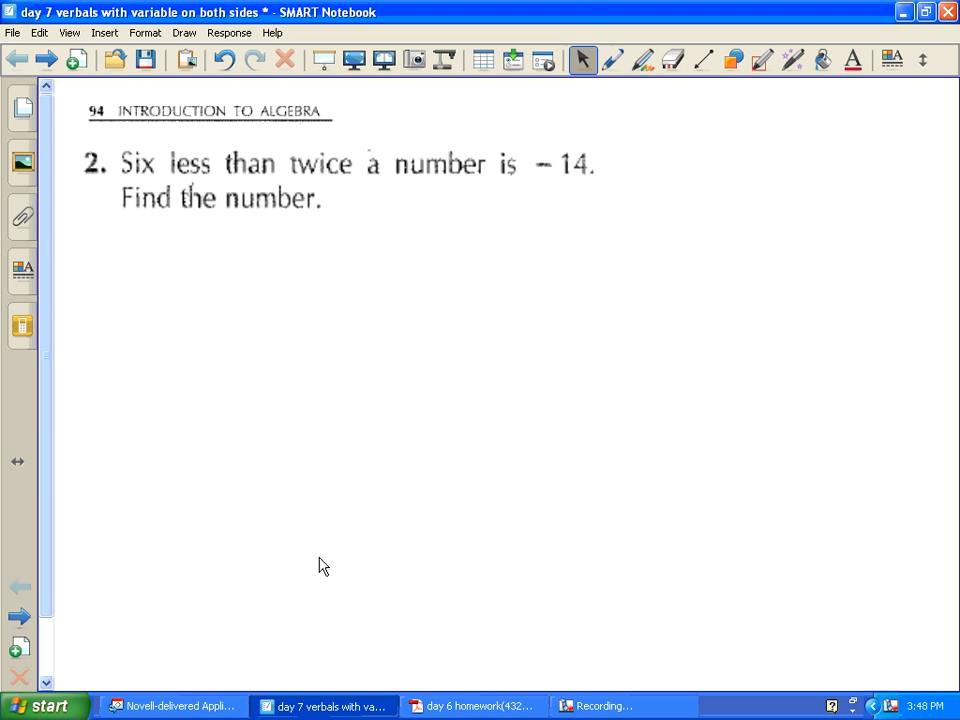 day 7 verbals with variable on both sides * - SMART Notebook
File Edit View Insert Format Draw Response Help
94 INTRODUCTION TO ALGEBRA
2. Six less than twice a number is - 14.
Find the number.
start Novell-delivered Appli... day 7 verbals with va... day 6 homework(432... Recording... 3:48 PM